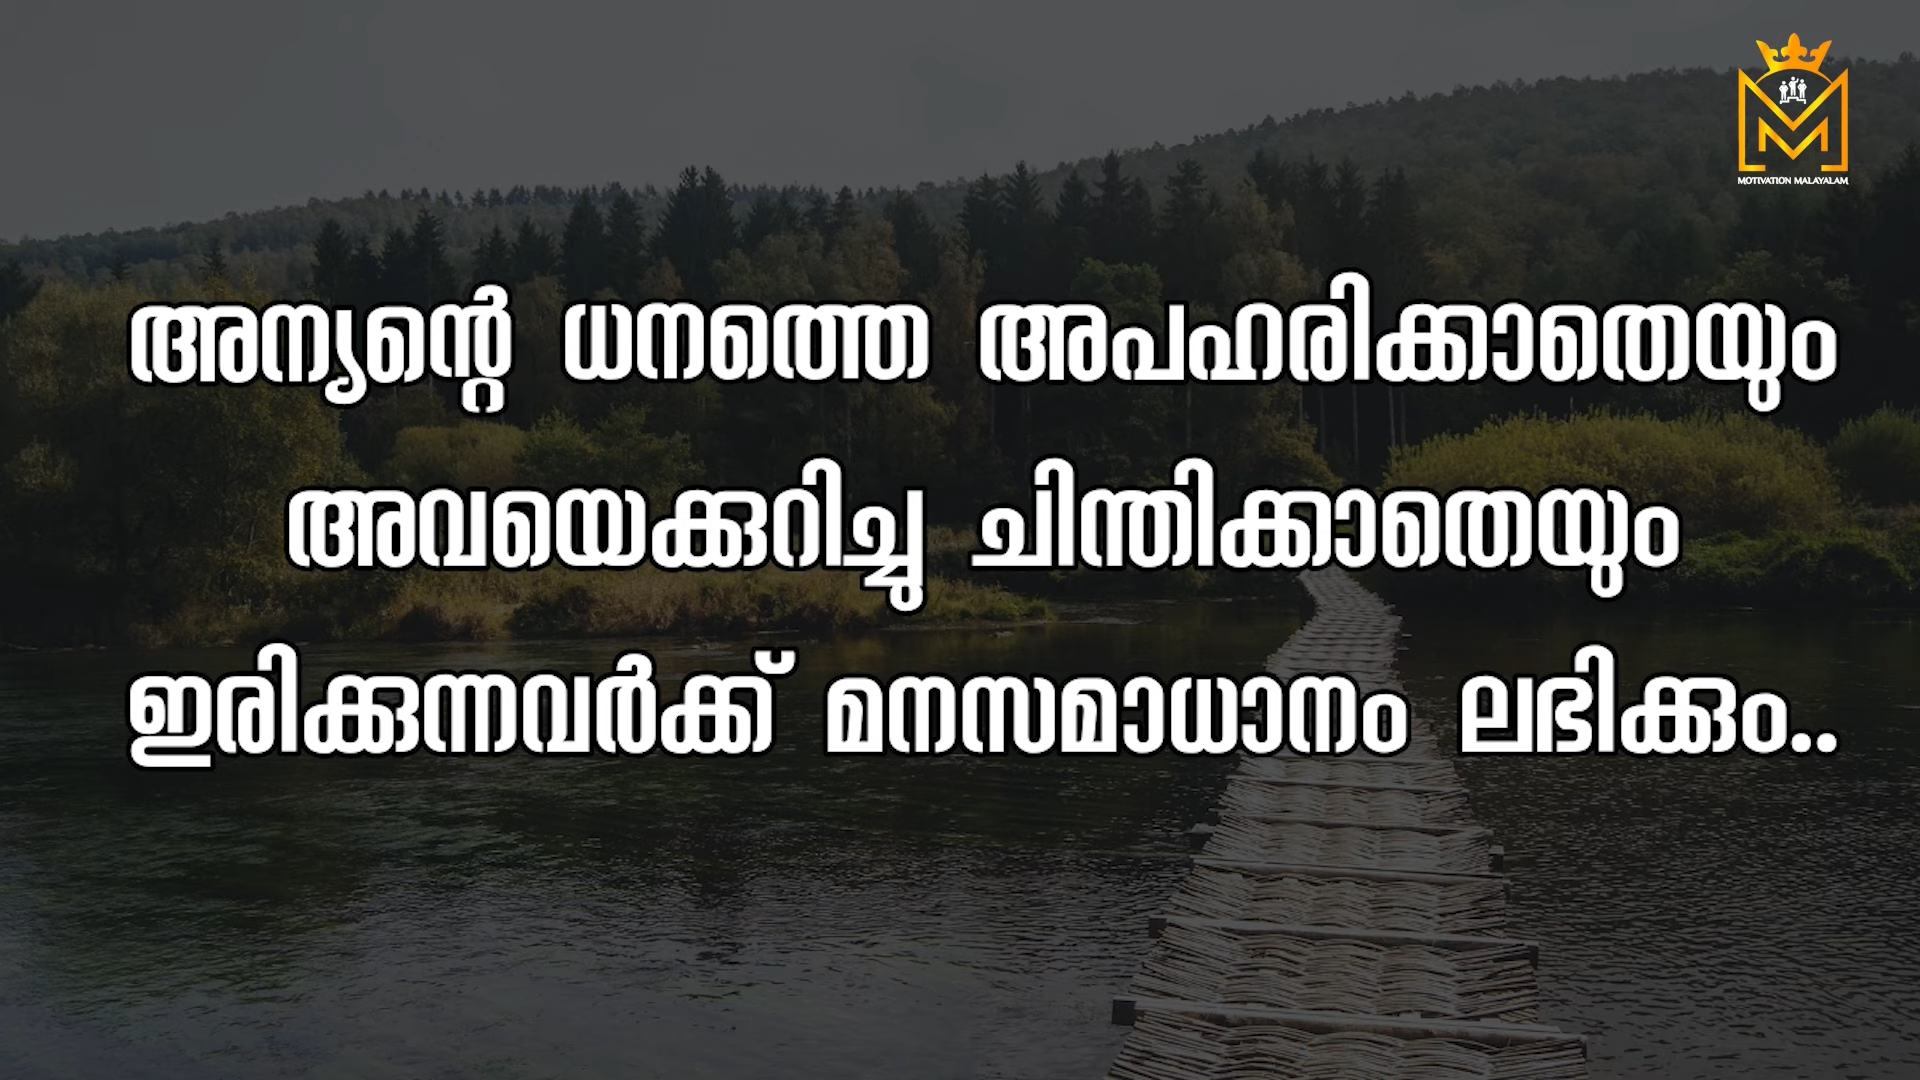 MOTIVATION MALAYALAM
അന്യന്റെ ധനത്തെ അപഹരിക്കാതെയും
അവയെക്കുറിച്ചു ചിന്തിക്കാതെയും
ഇരിക്കുന്നവർക്ക് മനസമാധാനം ലഭിക്കും..